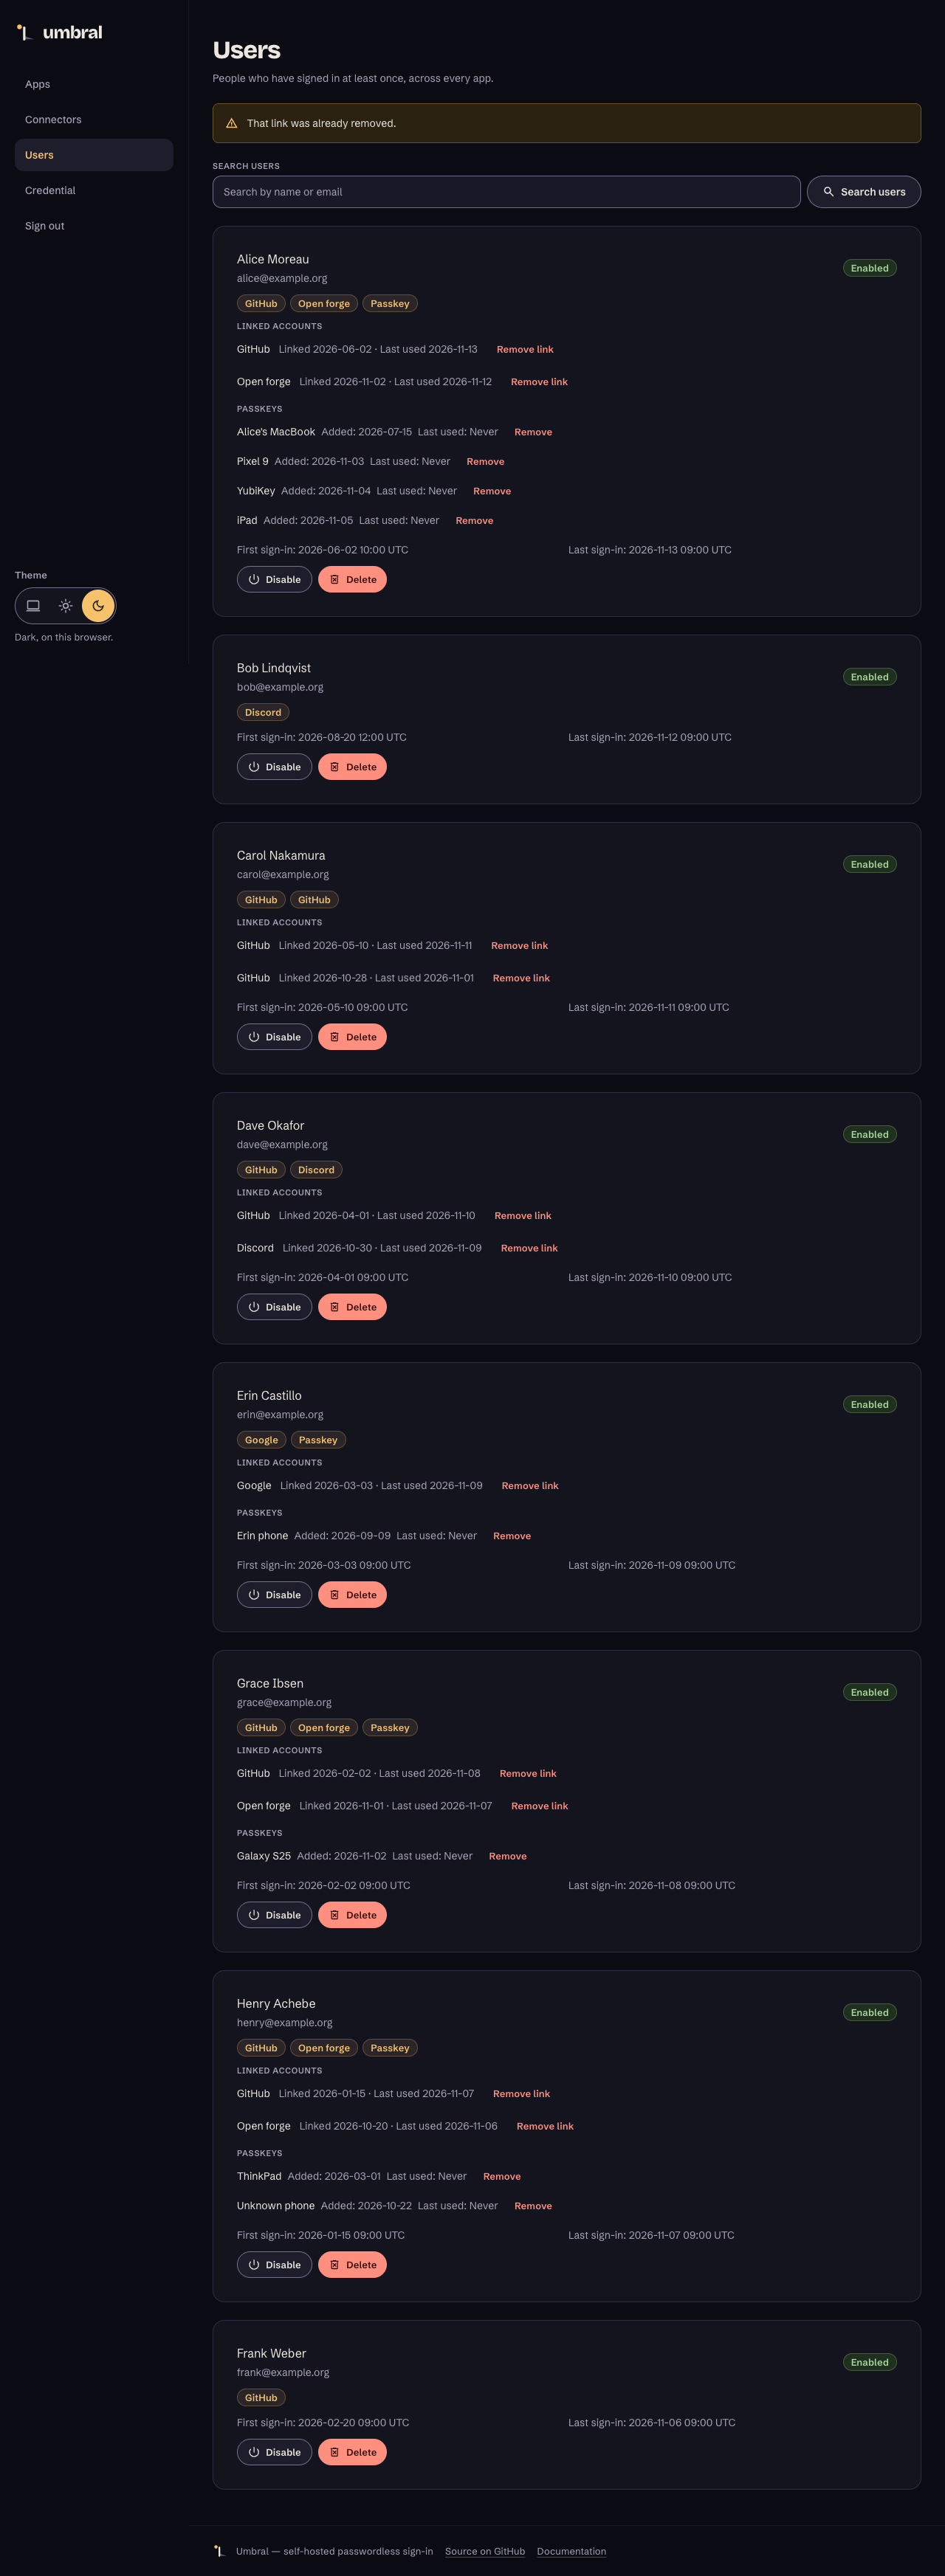 umbral
Apps
Connectors
Users
Credential
Sign out
Theme
Dark, on this browser.
Users
People who have signed in at least once, across every app.
That link was already removed.
SEARCH USERS
Search by name or email
Search users
Alice Moreau
alice@example.org
Enabled
GitHub Open forge Passkey
LINKED ACCOUNTS
GitHub Linked 2026-06-02 · Last used 2026-11-13 Remove link
Open forge Linked 2026-11-02 · Last used 2026-11-12 Remove link
PASSKEYS
Alice's MacBook Added: 2026-07-15 Last used: Never Remove
Pixel 9 Added: 2026-11-03 Last used: Never Remove
YubiKey Added: 2026-11-04 Last used: Never Remove
iPad Added: 2026-11-05 Last used: Never Remove
First sign-in: 2026-06-02 10:00 UTC Last sign-in: 2026-11-13 09:00 UTC
Disable Delete
Bob Lindqvist
bob@example.org
Enabled
Discord
First sign-in: 2026-08-20 12:00 UTC Last sign-in: 2026-11-12 09:00 UTC
Disable Delete
Carol Nakamura
carol@example.org
Enabled
GitHub GitHub
LINKED ACCOUNTS
GitHub Linked 2026-05-10 · Last used 2026-11-11 Remove link
GitHub Linked 2026-10-28 · Last used 2026-11-01 Remove link
First sign-in: 2026-05-10 09:00 UTC Last sign-in: 2026-11-11 09:00 UTC
Disable Delete
Dave Okafor
dave@example.org
Enabled
GitHub Discord
LINKED ACCOUNTS
GitHub Linked 2026-04-01 · Last used 2026-11-10 Remove link
Discord Linked 2026-10-30 · Last used 2026-11-09 Remove link
First sign-in: 2026-04-01 09:00 UTC Last sign-in: 2026-11-10 09:00 UTC
Disable Delete
Erin Castillo
erin@example.org
Enabled
Google Passkey
LINKED ACCOUNTS
Google Linked 2026-03-03 · Last used 2026-11-09 Remove link
PASSKEYS
Erin phone Added: 2026-09-09 Last used: Never Remove
First sign-in: 2026-03-03 09:00 UTC Last sign-in: 2026-11-09 09:00 UTC
Disable Delete
Grace Ibsen
grace@example.org
Enabled
GitHub Open forge Passkey
LINKED ACCOUNTS
GitHub Linked 2026-02-02 · Last used 2026-11-08 Remove link
Open forge Linked 2026-11-01 · Last used 2026-11-07 Remove link
PASSKEYS
Galaxy S25 Added: 2026-11-02 Last used: Never Remove
First sign-in: 2026-02-02 09:00 UTC Last sign-in: 2026-11-08 09:00 UTC
Disable Delete
Henry Achebe
henry@example.org
Enabled
GitHub Open forge Passkey
LINKED ACCOUNTS
GitHub Linked 2026-01-15 · Last used 2026-11-07 Remove link
Open forge Linked 2026-10-20 · Last used 2026-11-06 Remove link
PASSKEYS
ThinkPad Added: 2026-03-01 Last used: Never Remove
Unknown phone Added: 2026-10-22 Last used: Never Remove
First sign-in: 2026-01-15 09:00 UTC Last sign-in: 2026-11-07 09:00 UTC
Disable Delete
Frank Weber
frank@example.org
Enabled
GitHub
First sign-in: 2026-02-20 09:00 UTC Last sign-in: 2026-11-06 09:00 UTC
Disable Delete
Umbral — self-hosted passwordless sign-in Source on GitHub Documentation